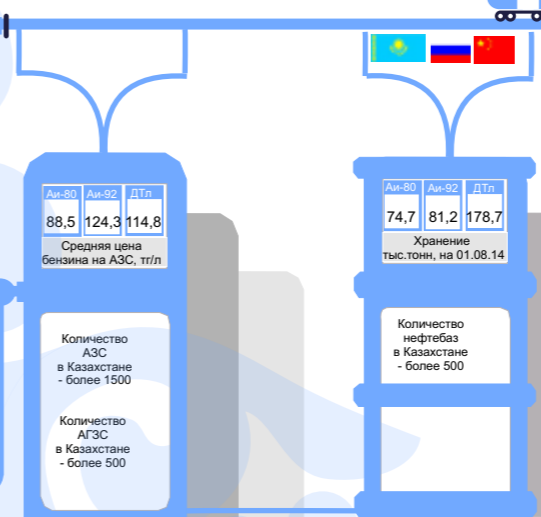 Аи-80 Аи-92 ДТл
88,5 124,3 114,8
Средняя цена
бензина на АЗС, тг/л
Количество
АЗС
в Казахстане
- более 1500
Количество
АГЗС
в Казахстане
- более 500
Аи-80 Аи-92 ДТл
74,7 81,2 178,7
Хранение
тыс.тонн, на 01.08.14
Количество
нефтебаз
в Казахстане
- более 500